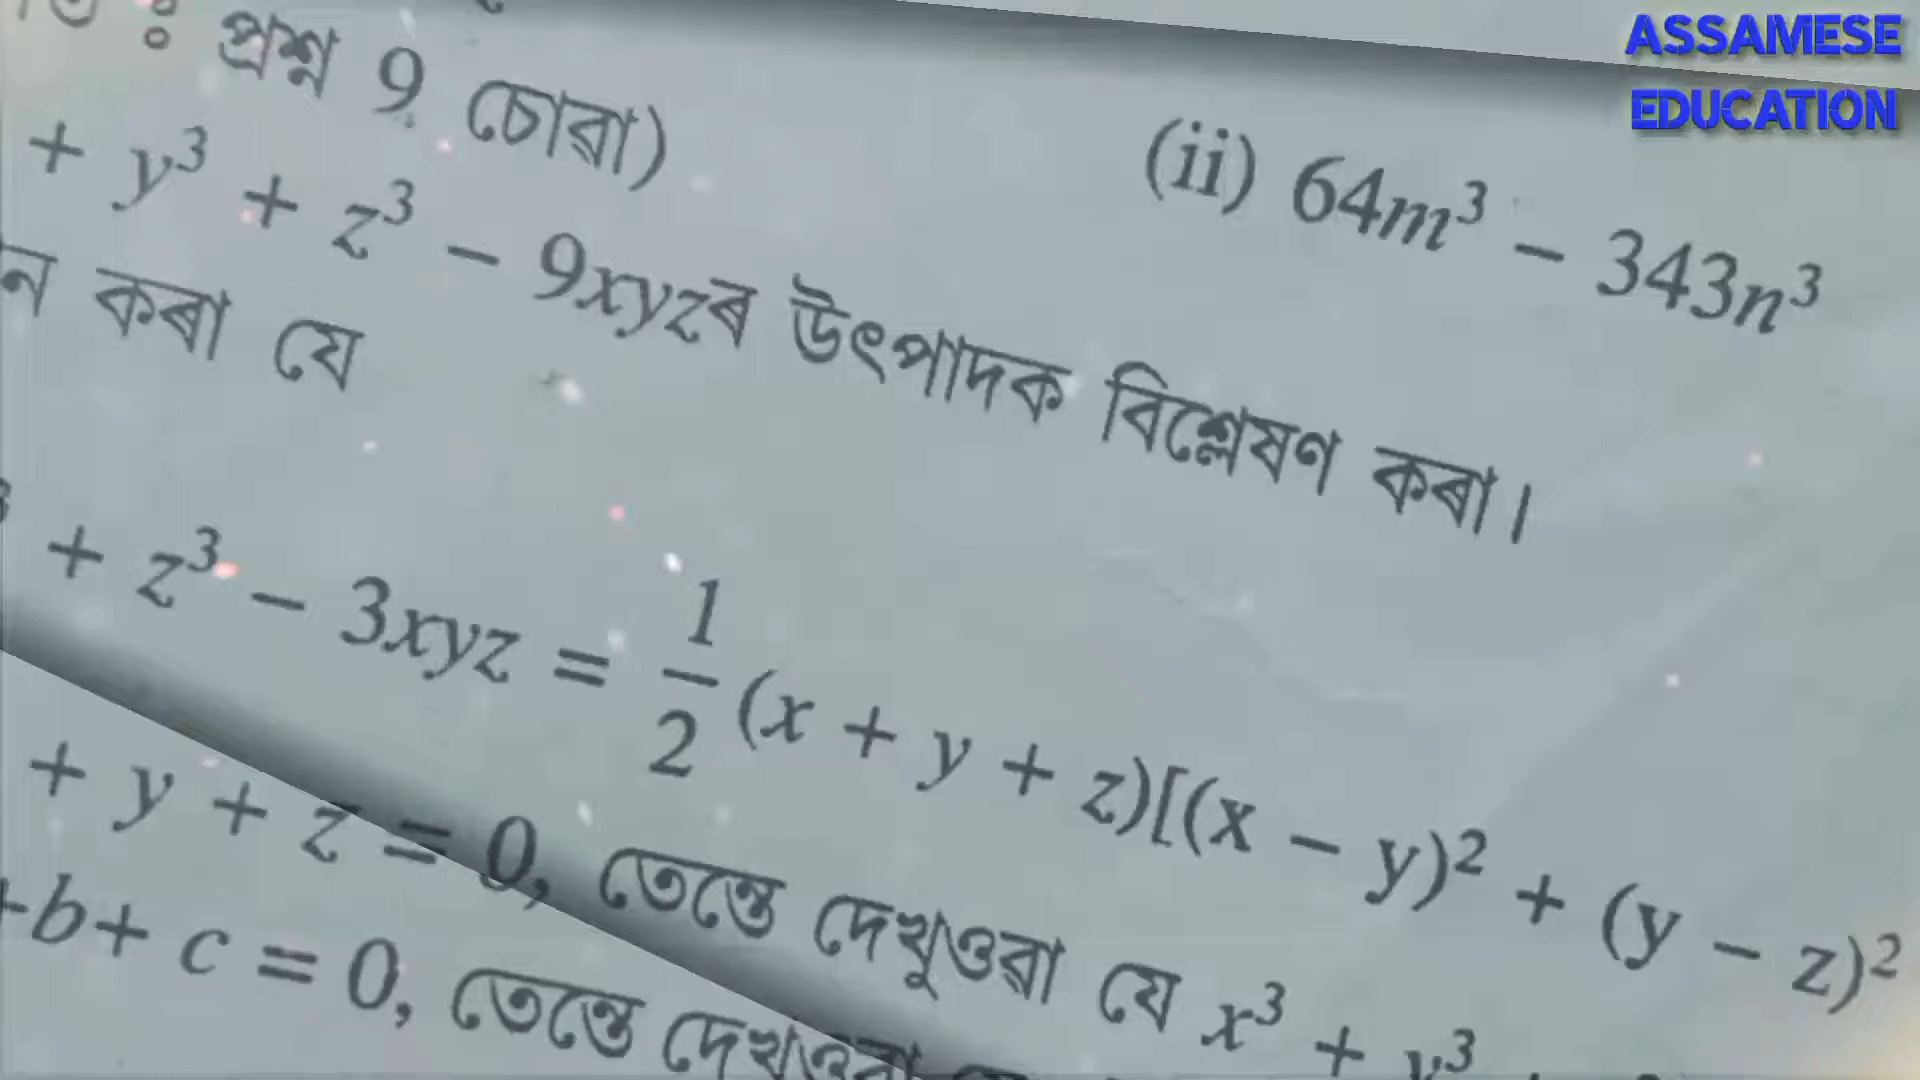 ASSAMESE
EDUCATION
: প্ৰশ্ন 9 চোৱা)
(ii) 64m³ − 343n³
+ y³ + z³ − 9xyzৰ উৎপাদক বিশ্লেষণ কৰা।
ন কৰা যে
+ z³ − 3xyz = 1/2 (x + y + z)[(x − y)² + (y − z)²
+ y + z = 0, তেন্তে দেখুওৱা যে x³ + y³
+b+ c = 0, তেন্তে দেখুওৱা